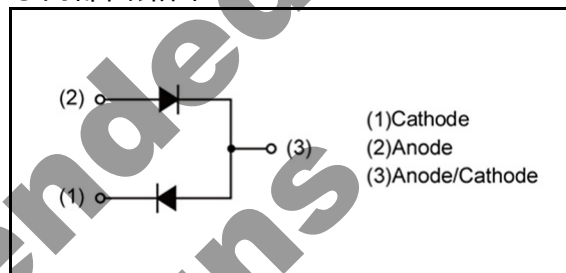 (2)
(3)
(1)
(1)Cathode
(2)Anode
(3)Anode/Cathode